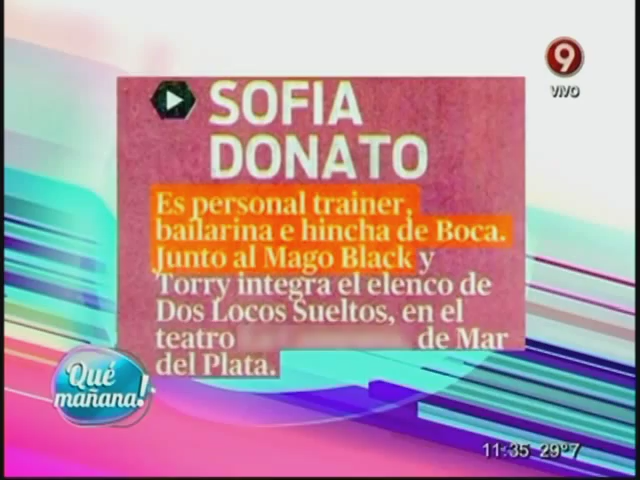 9
VIVO
SOFIA
DONATO
Es personal trainer,
bailarina e hincha de Boca.
Junto al Mago Black y
Torry integra el elenco de
Dos Locos Sueltos, en el
teatro de Mar
del Plata.
Qué
mañana!
11:35 29°7